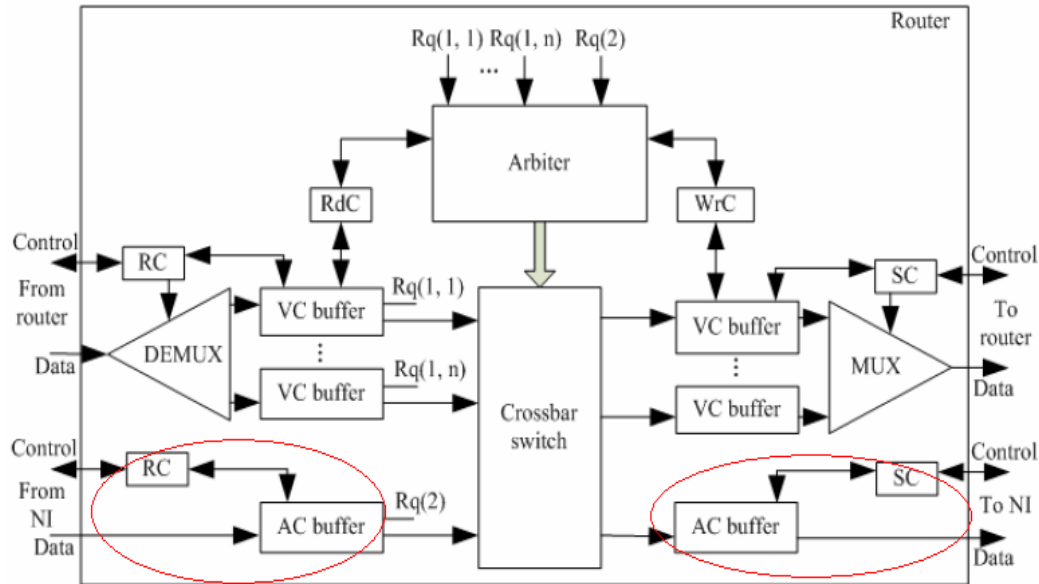 Router
Rq(1, 1) Rq(1, n) Rq(2)
...
Arbiter
RdC
WrC
Control
RC
SC
Control
From
router
VC buffer
Rq(1, 1)
VC buffer
To
router
DEMUX
...
...
MUX
Data
VC buffer
Rq(1, n)
VC buffer
Data
Crossbar
switch
Control
RC
SC
Control
From
NI
AC buffer
Rq(2)
AC buffer
To NI
Data
Data